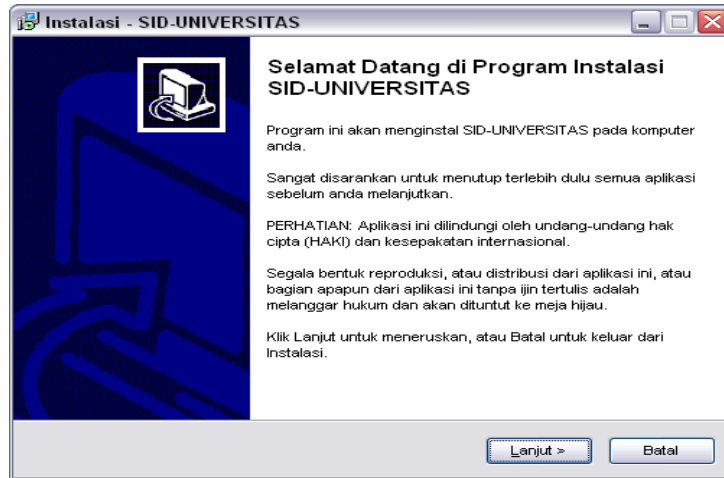 Instalasi - SID-UNIVERSITAS
Selamat Datang di Program Instalasi
SID-UNIVERSITAS
Program ini akan menginstal SID-UNIVERSITAS pada komputer
anda.
Sangat disarankan untuk menutup terlebih dulu semua aplikasi
sebelum anda melanjutkan.
PERHATIAN: Aplikasi ini dilindungi oleh undang-undang hak
cipta (HAKI) dan kesepakatan internasional.
Segala bentuk reproduksi, atau distribusi dari aplikasi ini, atau
bagian apapun dari aplikasi ini tanpa ijin tertulis adalah
melanggar hukum dan akan dituntut ke meja hijau.
Klik Lanjut untuk meneruskan, atau Batal untuk keluar dari
Instalasi.
Lanjut >
Batal